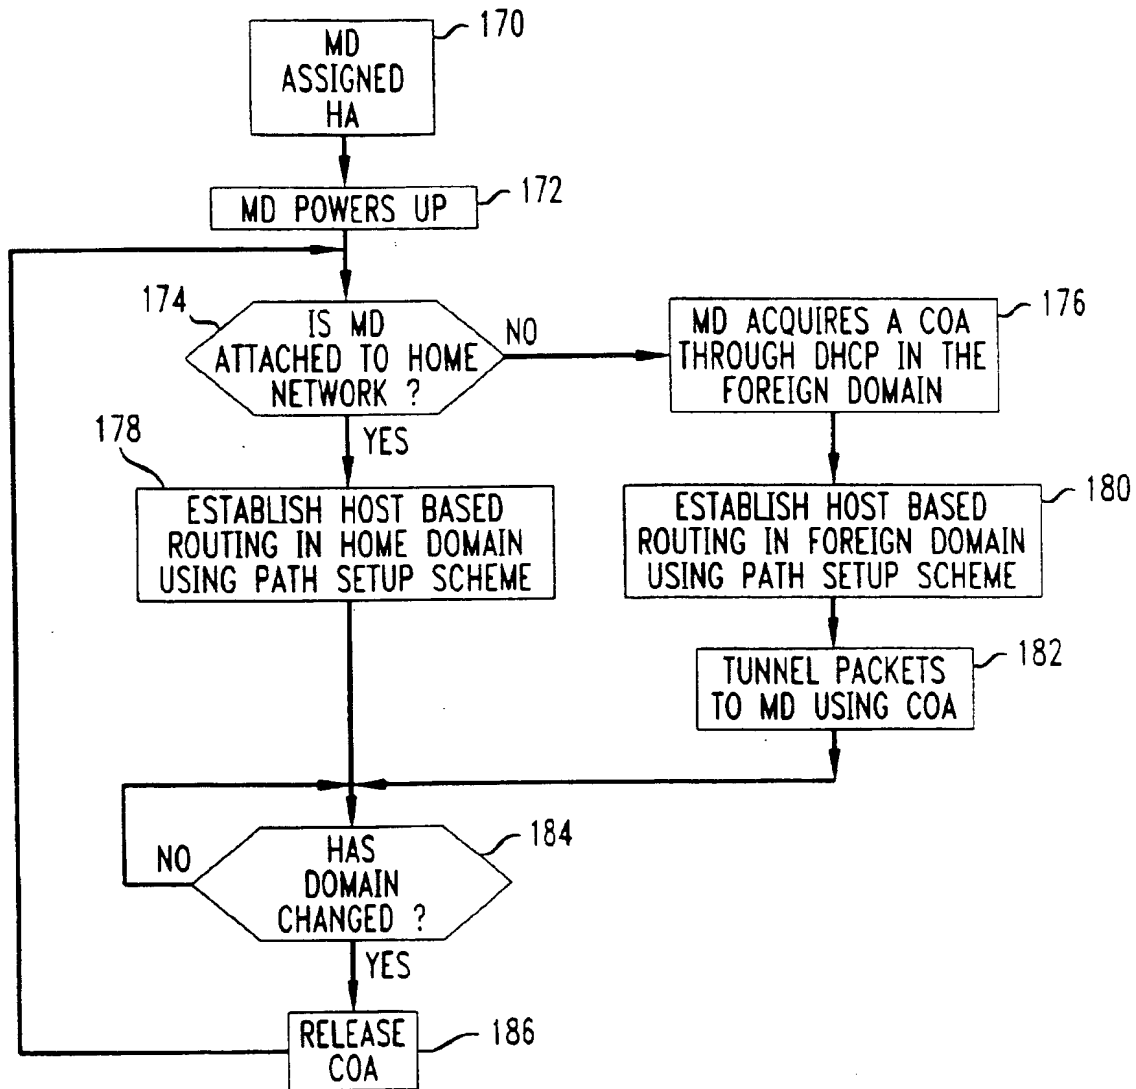 MD
ASSIGNED
HA
170
MD POWERS UP
172
174
IS MD
ATTACHED TO HOME
NETWORK ?
NO
YES
MD ACQUIRES A COA
THROUGH DHCP IN THE
FOREIGN DOMAIN
176
178
ESTABLISH HOST BASED
ROUTING IN HOME DOMAIN
USING PATH SETUP SCHEME
ESTABLISH HOST BASED
ROUTING IN FOREIGN DOMAIN
USING PATH SETUP SCHEME
180
TUNNEL PACKETS
TO MD USING COA
182
HAS
DOMAIN
CHANGED ?
184
NO
YES
RELEASE
COA
186